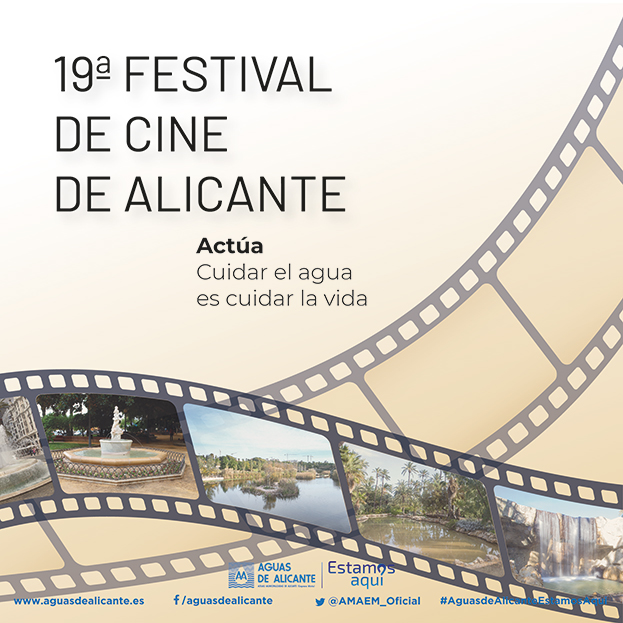 19ª FESTIVAL
DE CINE
DE ALICANTE
Actúa
Cuidar el agua
es cuidar la vida
AGUAS
DE ALICANTE
Estamos
aquí
www.aguasdealicante.es
/aguasdealicante
@AMAEM_Oficial
#AguasdeAlicanteEstamosAquí